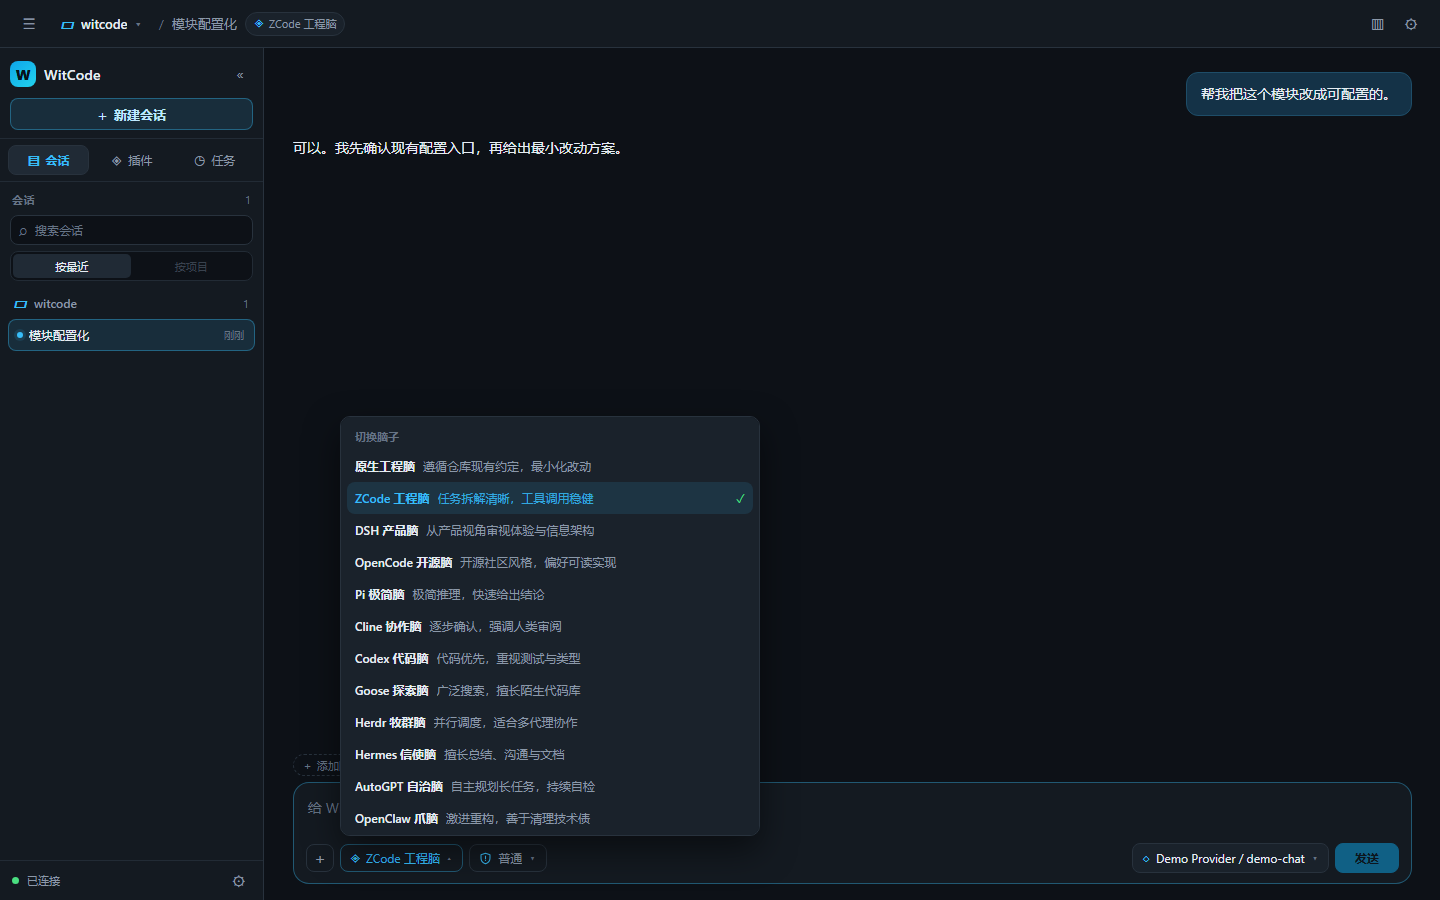 witcode / 模块配置化 ZCode 工程脑
W WitCode «
帮我把这个模块改成可配置的。
+ 新建会话
可以。我先确认现有配置入口，再给出最小改动方案。
会话 插件 任务
会话 1
搜索会话
按最近 按项目
witcode 1
模块配置化 刚刚
切换脑子
原生工程脑 遵循仓库现有约定，最小化改动
ZCode 工程脑 任务拆解清晰，工具调用稳健 ✓
DSH 产品脑 从产品视角审视体验与信息架构
OpenCode 开源脑 开源社区风格，偏好可读实现
Pi 极简脑 极简推理，快速给出结论
Cline 协作脑 逐步确认，强调人类审阅
Codex 代码脑 代码优先，重视测试与类型
Goose 探索脑 广泛搜索，擅长陌生代码库
Herdr 牧群脑 并行调度，适合多代理协作
Hermes 信使脑 擅长总结、沟通与文档
AutoGPT 自治脑 自主规划长任务，持续自检
OpenClaw 爪脑 激进重构，善于清理技术债
+ 添加
给 W
+ ZCode 工程脑 普通 Demo Provider / demo-chat 发送
已连接